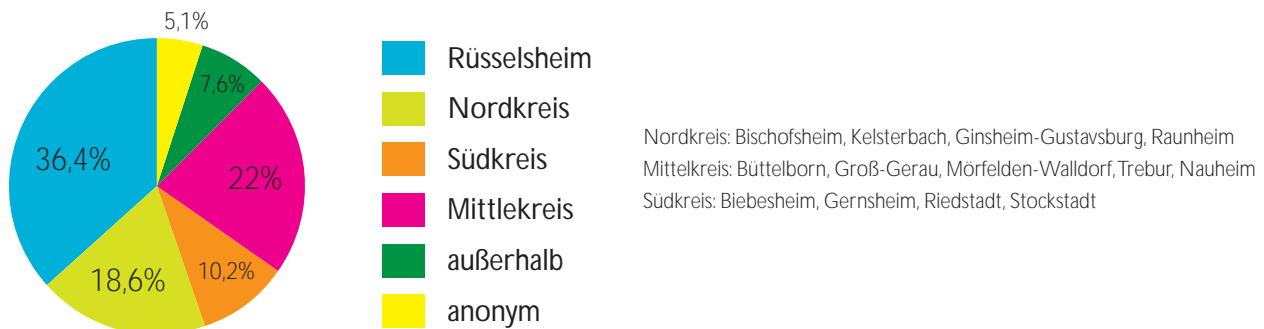 5,1%
7,6%
36,4%
22%
18,6%
10,2%
Rüsselsheim
Nordkreis
Südkreis
Mittlekreis
außerhalb
anonym
Nordkreis: Bischofsheim, Kelsterbach, Ginsheim-Gustavsburg, Raunheim
Mittelkreis: Büttelborn, Groß-Gerau, Mörfelden-Walldorf, Trebur, Nauheim
Südkreis: Biebesheim, Gernsheim, Riedstadt, Stockstadt